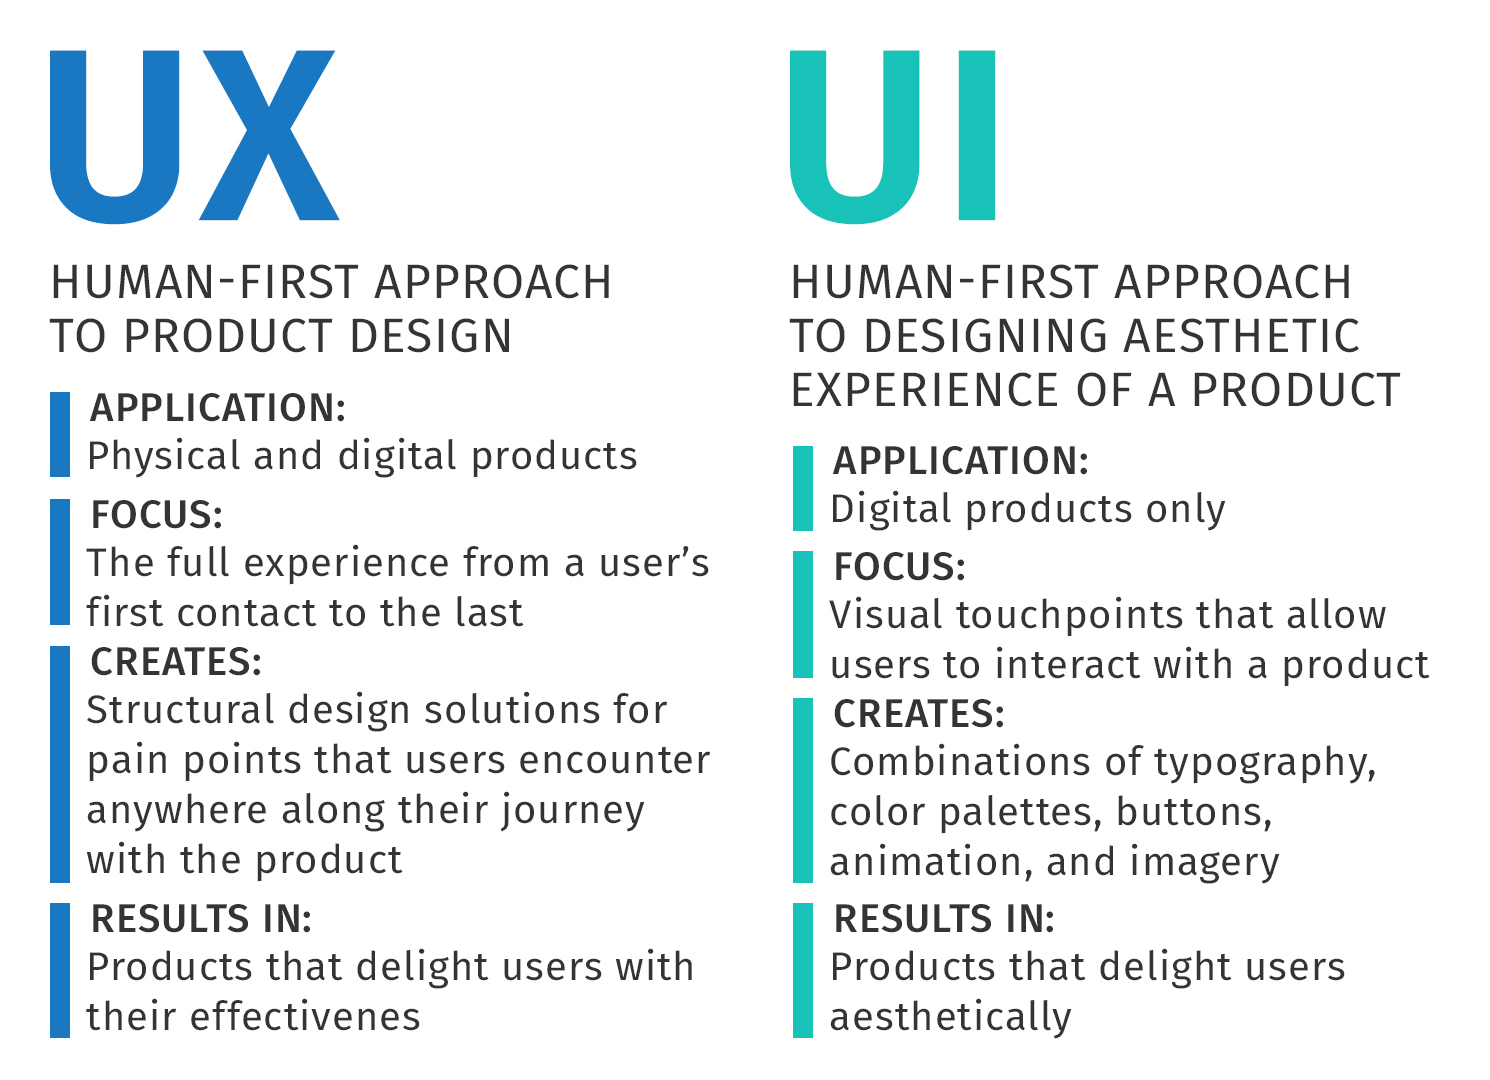 UX
HUMAN-FIRST APPROACH
TO PRODUCT DESIGN
APPLICATION:
Physical and digital products
FOCUS:
The full experience from a user’s
first contact to the last
CREATES:
Structural design solutions for
pain points that users encounter
anywhere along their journey
with the product
RESULTS IN:
Products that delight users with
their effectivenes
UI
HUMAN-FIRST APPROACH
TO DESIGNING AESTHETIC
EXPERIENCE OF A PRODUCT
APPLICATION:
Digital products only
FOCUS:
Visual touchpoints that allow
users to interact with a product
CREATES:
Combinations of typography,
color palettes, buttons,
animation, and imagery
RESULTS IN:
Products that delight users
aesthetically